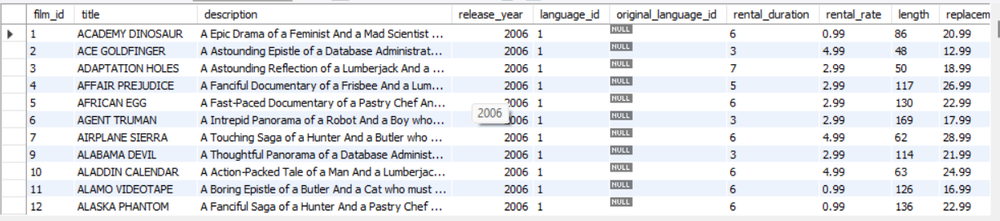 film_id title description release_year language_id original_language_id rental_duration rental_rate length replacem
1 ACADEMY DINOSAUR A Epic Drama of a Feminist And a Mad Scientist ... 2006 1 NULL 6 0.99 86 20.99
2 ACE GOLDFINGER A Astounding Epistle of a Database Administrat... 2006 1 NULL 3 4.99 48 12.99
3 ADAPTATION HOLES A Astounding Reflection of a Lumberjack And a ... 2006 1 NULL 7 2.99 50 18.99
4 AFFAIR PREJUDICE A Fanciful Documentary of a Frisbee And a Lum... 2006 1 NULL 5 2.99 117 26.99
5 AFRICAN EGG A Fast-Paced Documentary of a Pastry Chef An... 2006 1 NULL 6 2.99 130 22.99
2006
6 AGENT TRUMAN A Intrepid Panorama of a Robot And a Boy who... 2006 1 NULL 3 2.99 169 17.99
7 AIRPLANE SIERRA A Touching Saga of a Hunter And a Butler who ... 2006 1 NULL 6 4.99 62 28.99
9 ALABAMA DEVIL A Thoughtful Panorama of a Database Administ... 2006 1 NULL 3 2.99 114 21.99
10 ALADDIN CALENDAR A Action-Packed Tale of a Man And a Lumberjac... 2006 1 NULL 6 4.99 63 24.99
11 ALAMO VIDEOTAPE A Boring Epistle of a Butler And a Cat who must ... 2006 1 NULL 6 0.99 126 16.99
12 ALASKA PHANTOM A Fanciful Saga of a Hunter And a Pastry Chef ... 2006 1 NULL 6 0.99 136 22.99